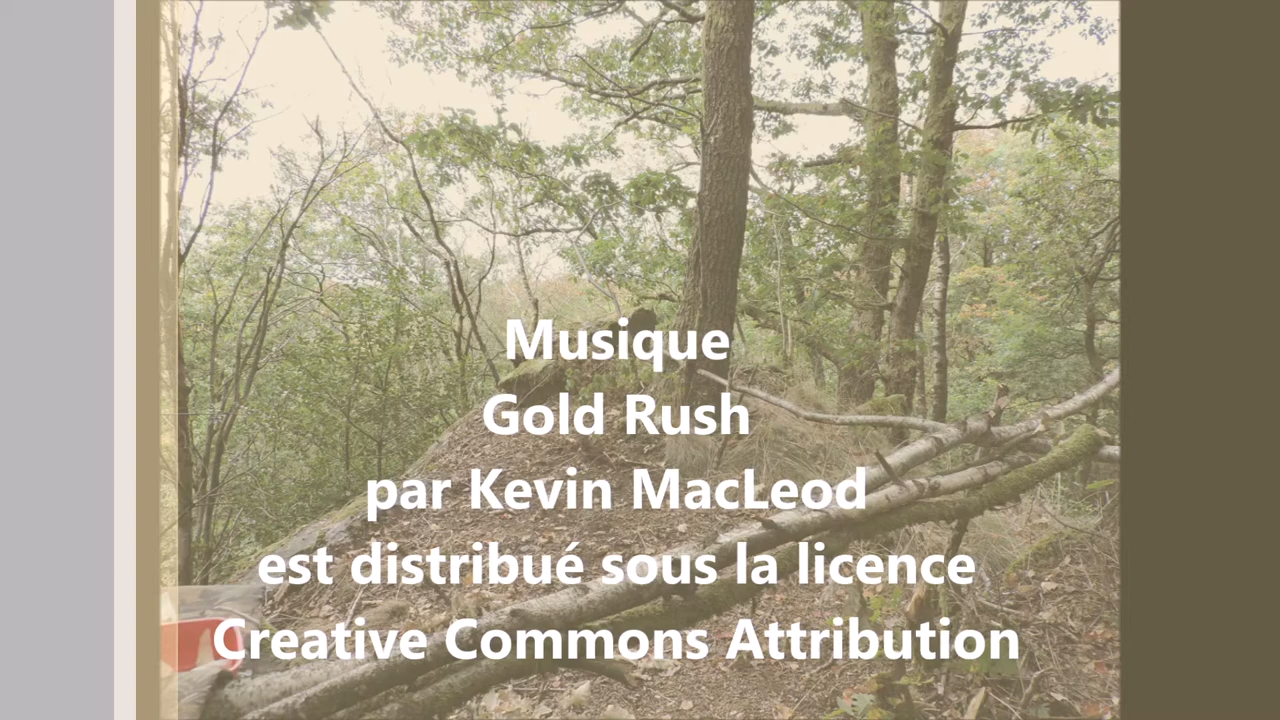 Musique
Gold Rush
par Kevin MacLeod
est distribué sous la licence
Creative Commons Attribution